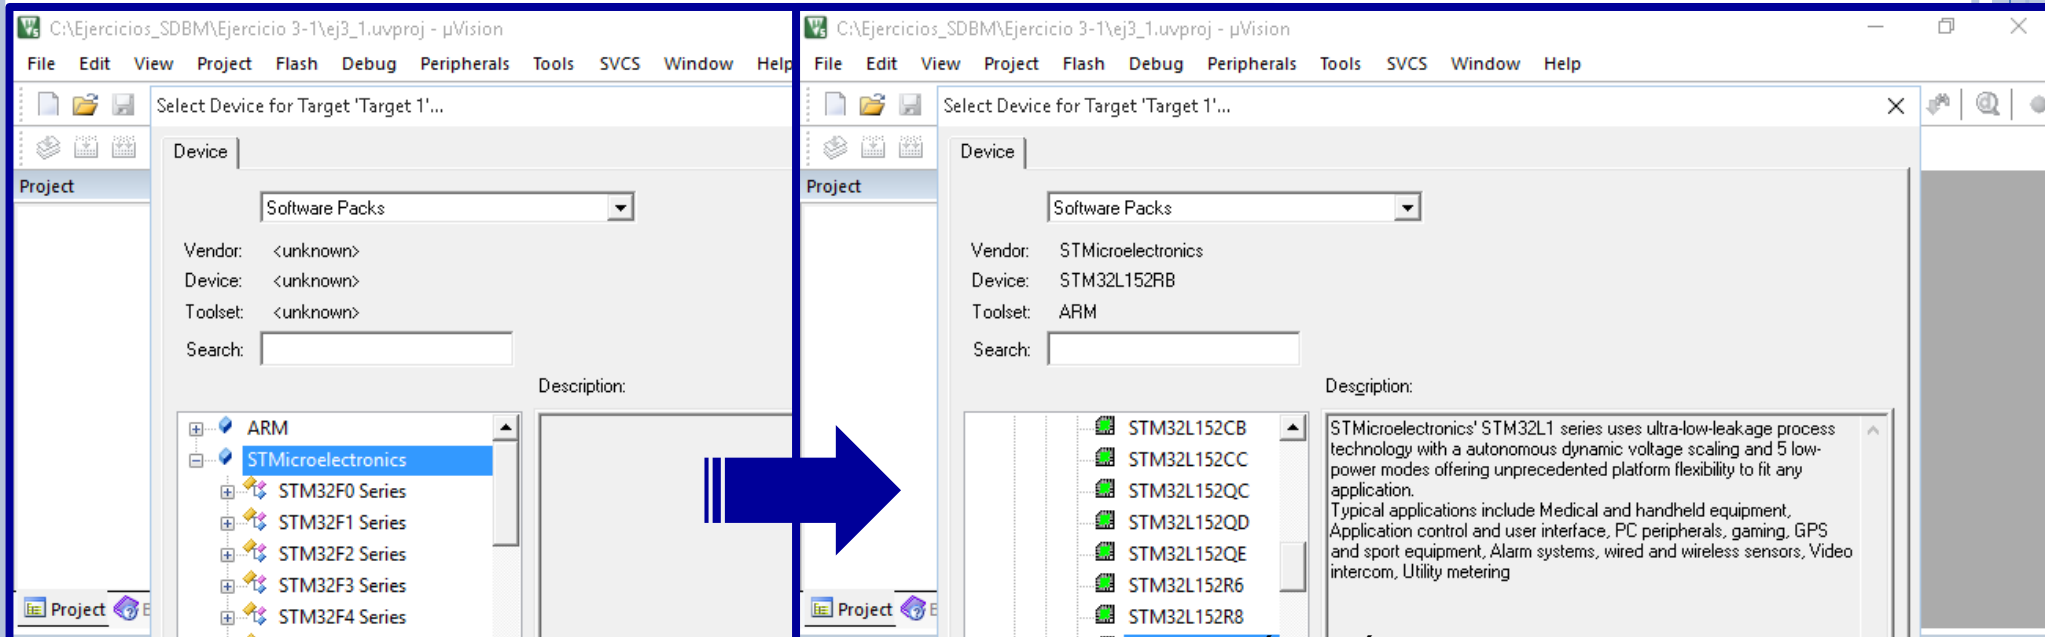 C:\Ejercicios_SDBM\Ejercicio 3-1\ej3_1.uvproj - µVision
File Edit View Project Flash Debug Peripherals Tools SVCS Window Help
Select Device for Target 'Target 1'...
Device
Project
Software Packs
Vendor: <unknown>
Device: <unknown>
Toolset: <unknown>
Search:
Description:
ARM
STMicroelectronics
STM32F0 Series
STM32F1 Series
STM32F2 Series
STM32F3 Series
STM32F4 Series
Project
C:\Ejercicios_SDBM\Ejercicio 3-1\ej3_1.uvproj - µVision
File Edit View Project Flash Debug Peripherals Tools SVCS Window Help
Select Device for Target 'Target 1'...
Device
Project
Software Packs
Vendor: STMicroelectronics
Device: STM32L152RB
Toolset: ARM
Search:
Description:
STM32L152CB
STM32L152CC
STM32L152QC
STM32L152QD
STM32L152QE
STM32L152R6
STM32L152R8
STMicroelectronics' STM32L1 series uses ultra-low-leakage process
technology with a autonomous dynamic voltage scaling and 5 low-
power modes offering unprecedented platform flexibility to fit any
application.
Typical applications include Medical and handheld equipment,
Application control and user interface, PC peripherals, gaming, GPS
and sport equipment, Alarm systems, wired and wireless sensors, Video
intercom, Utility metering
Project